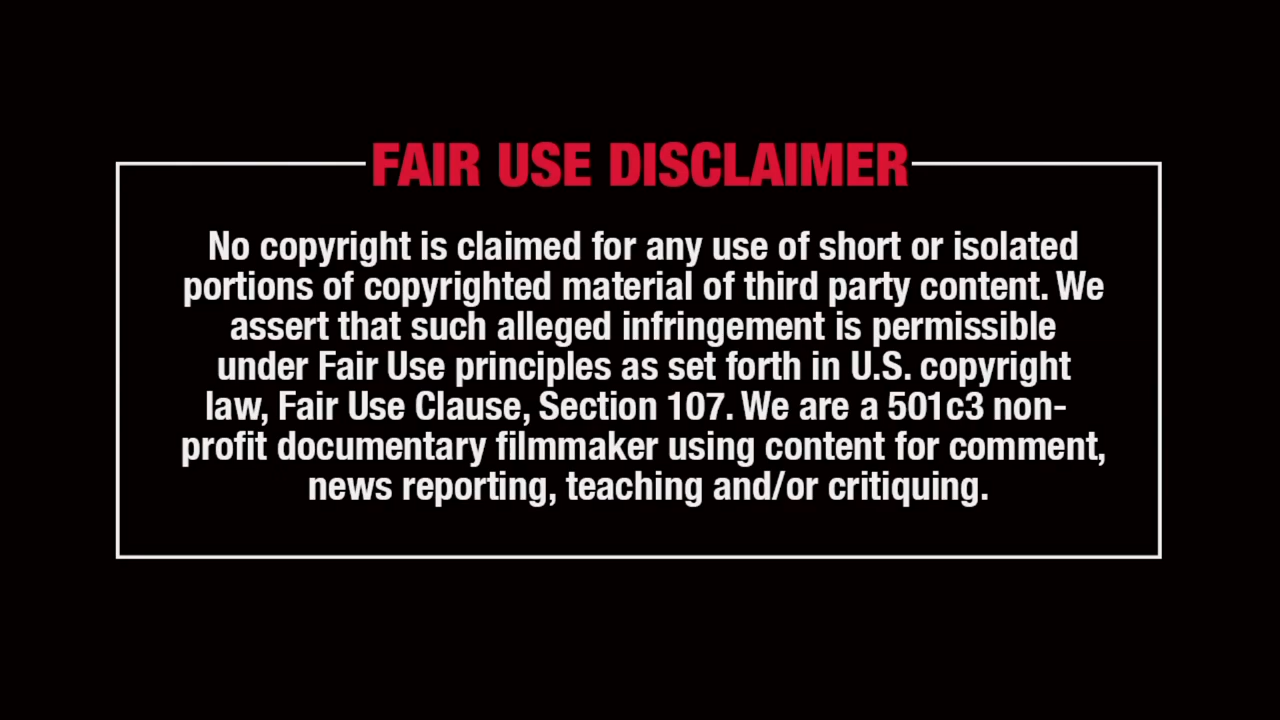 FAIR USE DISCLAIMER
No copyright is claimed for any use of short or isolated
portions of copyrighted material of third party content. We
assert that such alleged infringement is permissible
under Fair Use principles as set forth in U.S. copyright
law, Fair Use Clause, Section 107. We are a 501c3 non-
profit documentary filmmaker using content for comment,
news reporting, teaching and/or critiquing.